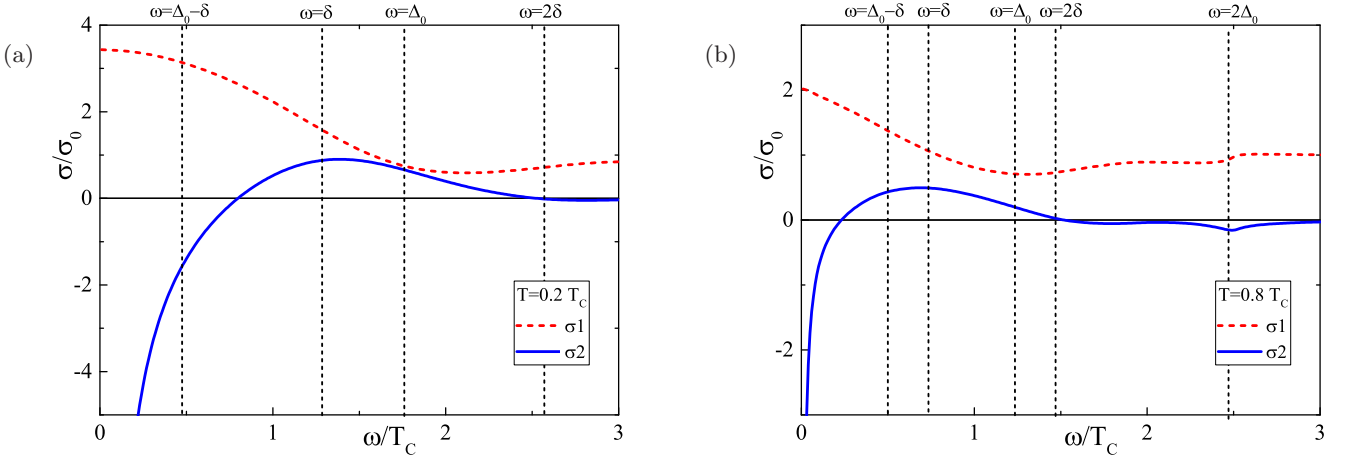 (a)
ω=Δ₀-δ ω=δ ω=Δ₀ ω=2δ
4
2
0
-2
-4
σ/σ₀
T=0.2 T_C
σ1
σ2
0 1 2 3
ω/T_C
(b)
ω=Δ₀-δ ω=δ ω=Δ₀ ω=2δ ω=2Δ₀
2
0
-2
σ/σ₀
T=0.8 T_C
σ1
σ2
0 1 2 3
ω/T_C